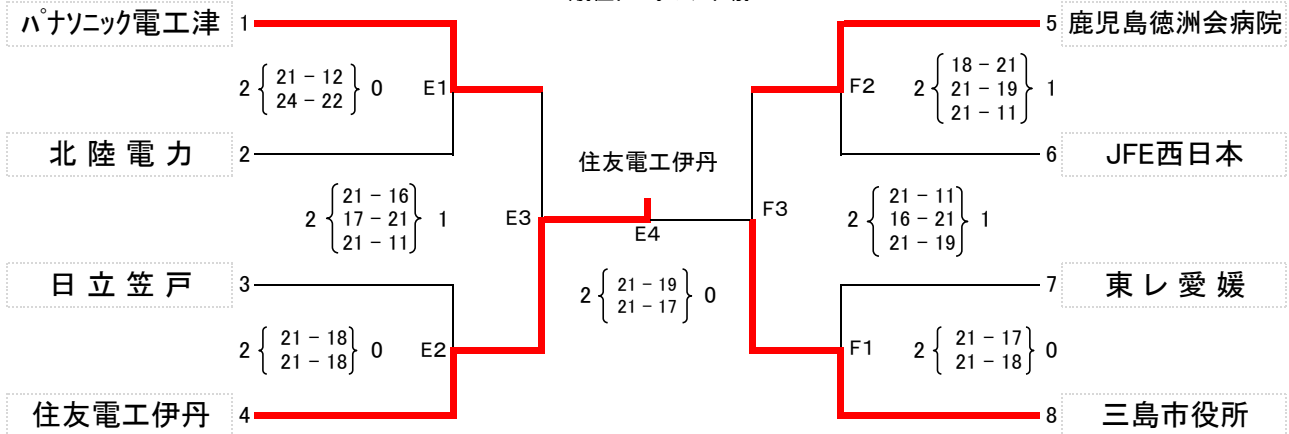 パナソニック電工津 1
5 鹿児島徳洲会病院
2 { 21 - 12 } 0
24 - 22
E1
F2
2 { 18 - 21 } 1
21 - 19
21 - 11
北陸電力 2
6 JFE西日本
住友電工伊丹
2 { 21 - 16 } 1
17 - 21
21 - 11
E3
E4
F3
2 { 21 - 11 } 1
16 - 21
21 - 19
日立笠戸 3
7 東レ愛媛
2 { 21 - 19 } 0
21 - 17
2 { 21 - 18 } 0
21 - 18
E2
F1
2 { 21 - 17 } 0
21 - 18
住友電工伊丹 4
8 三島市役所